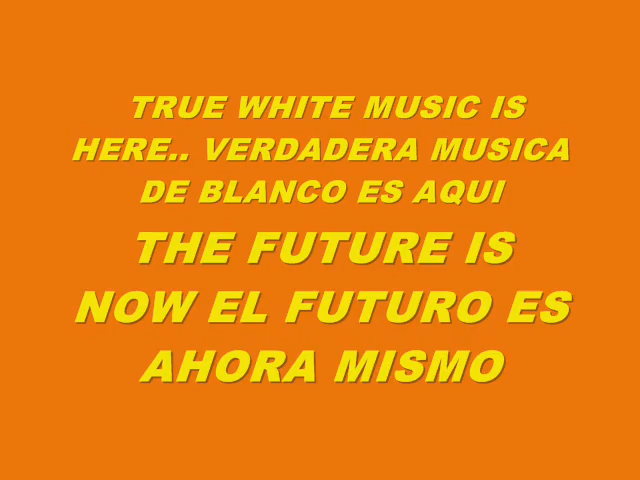 TRUE WHITE MUSIC IS
HERE.. VERDADERA MUSICA
DE BLANCO ES AQUI
THE FUTURE IS
NOW EL FUTURO ES
AHORA MISMO